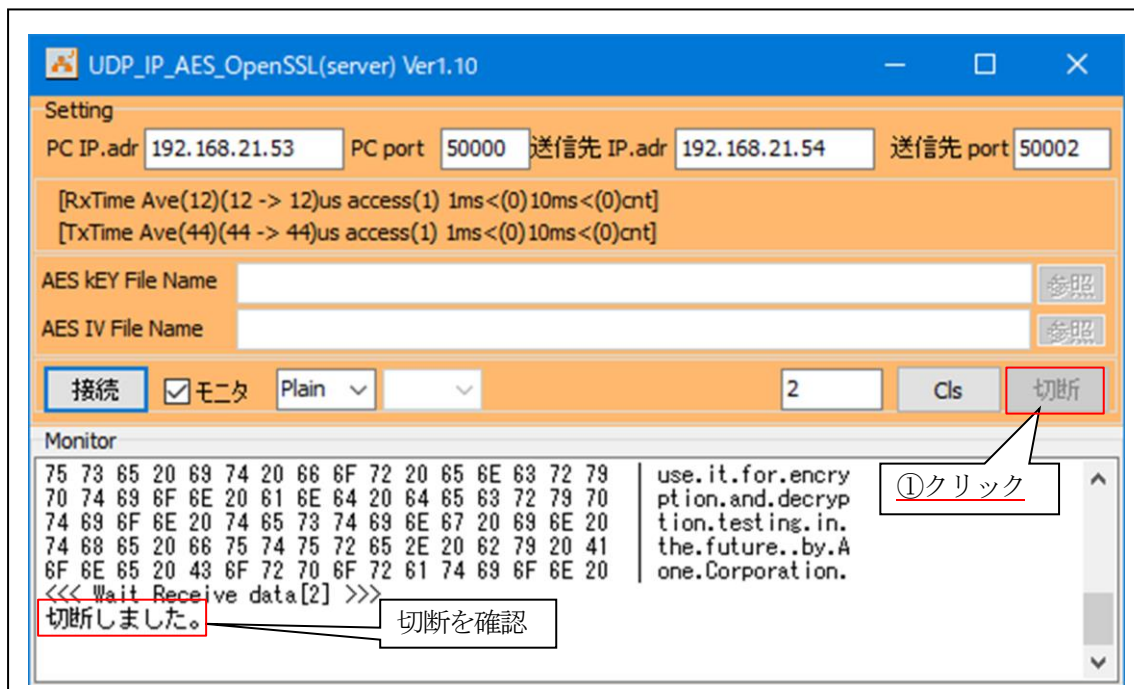 UDP_IP_AES_OpenSSL(server) Ver1.10
Setting
PC IP.adr 192.168.21.53 PC port 50000 送信先 IP.adr 192.168.21.54 送信先 port 50002
[RxTime Ave(12)(12 -> 12)us access(1) 1ms<(0)10ms<(0)cnt]
[TxTime Ave(44)(44 -> 44)us access(1) 1ms<(0)10ms<(0)cnt]
AES kEY File Name 参照
AES IV File Name 参照
接続 モニタ Plain 2 Cls 切断
Monitor
75 73 65 20 69 74 20 66 6F 72 20 65 6E 63 72 79 | use.it.for.encry
70 74 69 6F 6E 20 61 6E 64 20 64 65 63 72 79 70 | ption.and.decryp
74 69 6F 6E 20 74 65 73 74 69 6E 67 20 69 6E 20 | tion.testing.in.
74 68 65 20 66 75 74 75 72 65 2E 20 62 79 20 41 | the.future..by.A
6F 6E 65 20 43 6F 72 70 6F 72 61 74 69 6F 6E 20 | one.Corporation.
①クリック
<<< Wait Receive data[2] >>>
切断しました。
切断を確認